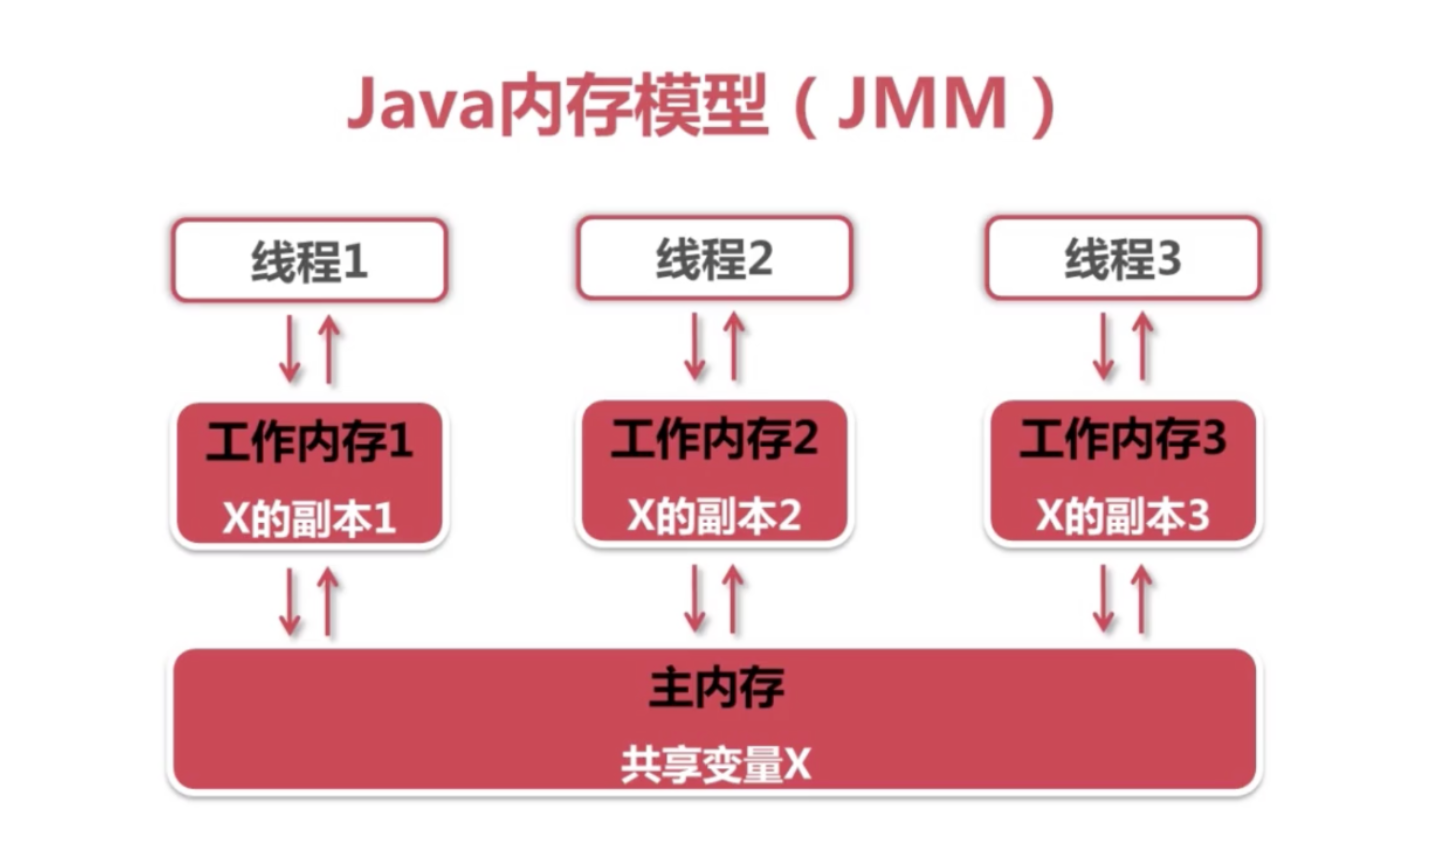 Java内存模型（JMM）
线程1
线程2
线程3
工作内存1
X的副本1
工作内存2
X的副本2
工作内存3
X的副本3
主内存
共享变量X